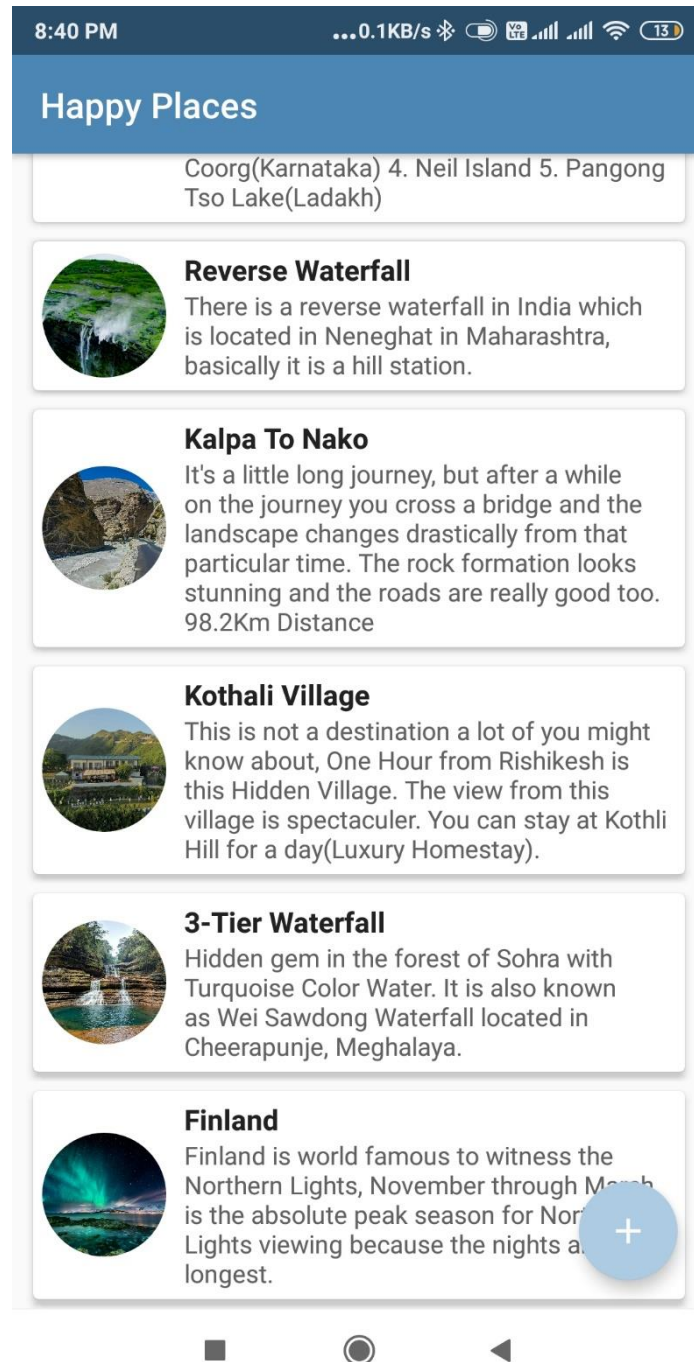 8:40 PM ...0.1KB/s Vo LTE 13
Happy Places
Coorg(Karnataka) 4. Neil Island 5. Pangong
Tso Lake(Ladakh)
Reverse Waterfall
There is a reverse waterfall in India which
is located in Neneghat in Maharashtra,
basically it is a hill station.
Kalpa To Nako
It's a little long journey, but after a while
on the journey you cross a bridge and the
landscape changes drastically from that
particular time. The rock formation looks
stunning and the roads are really good too.
98.2Km Distance
Kothali Village
This is not a destination a lot of you might
know about, One Hour from Rishikesh is
this Hidden Village. The view from this
village is spectaculer. You can stay at Kothli
Hill for a day(Luxury Homestay).
3-Tier Waterfall
Hidden gem in the forest of Sohra with
Turquoise Color Water. It is also known
as Wei Sawdong Waterfall located in
Cheerapunje, Meghalaya.
Finland
Finland is world famous to witness the
Northern Lights, November through March
is the absolute peak season for Nor
Lights viewing because the nights a
longest.
+